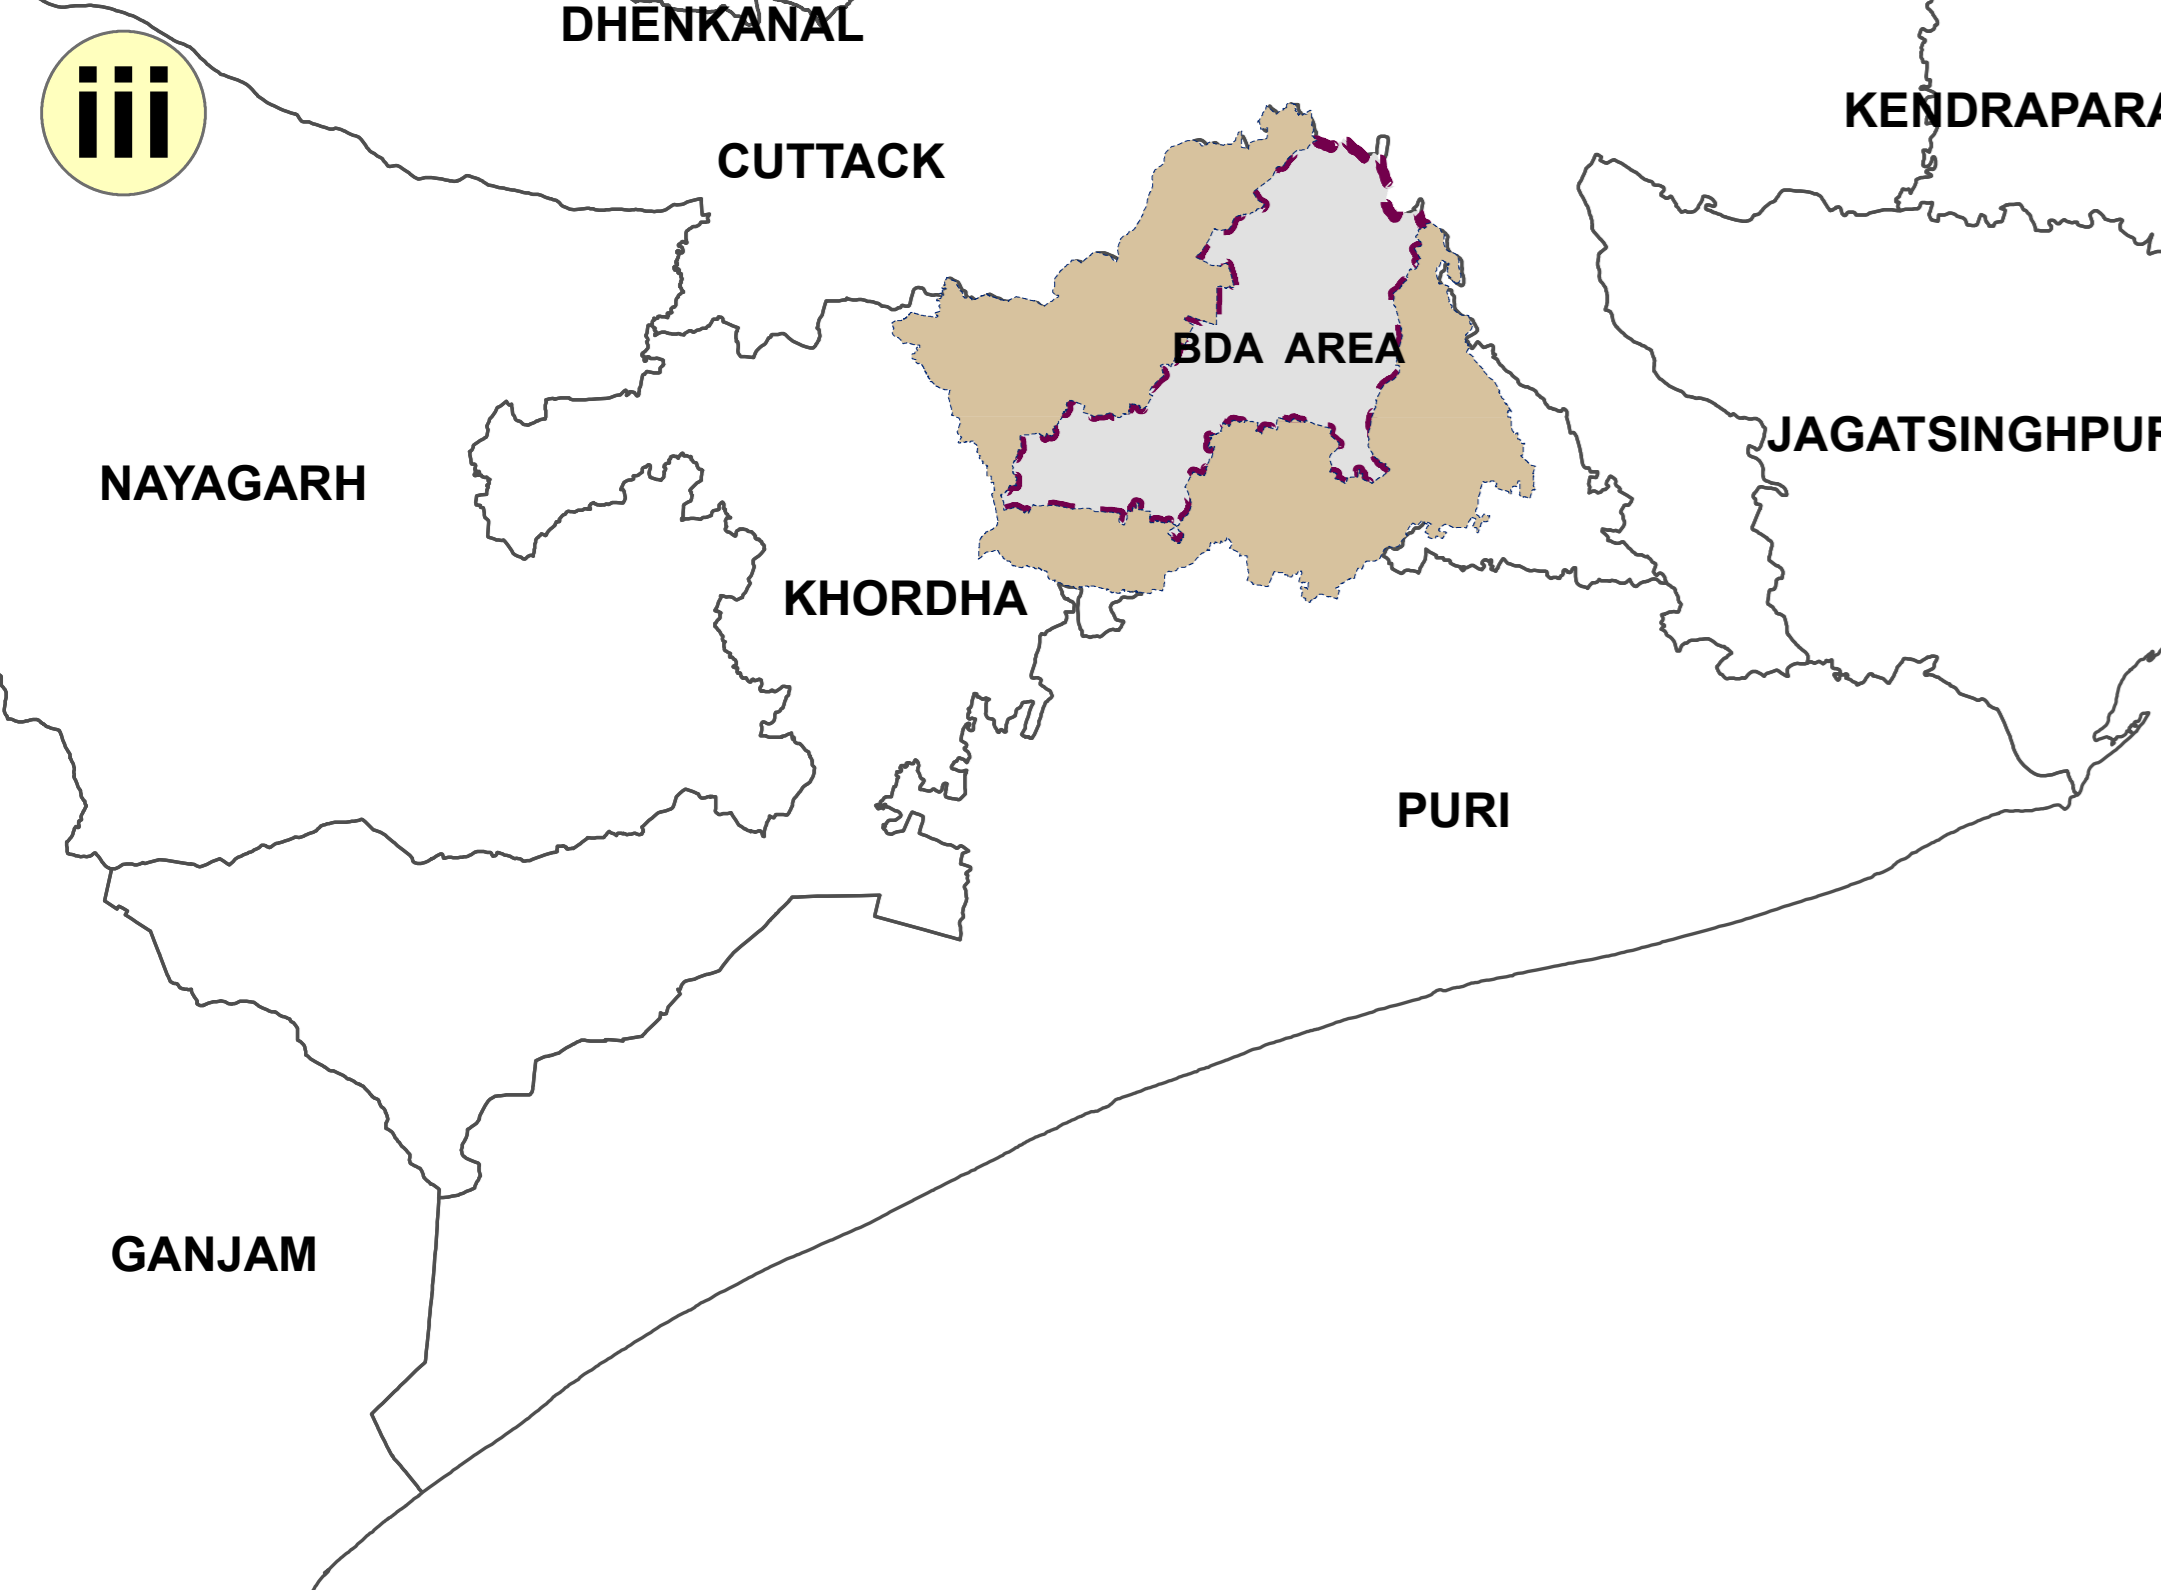 DHENKANAL
iii
KENDRAPARA
CUTTACK
BDA AREA
JAGATSINGHPUR
NAYAGARH
KHORDHA
PURI
GANJAM